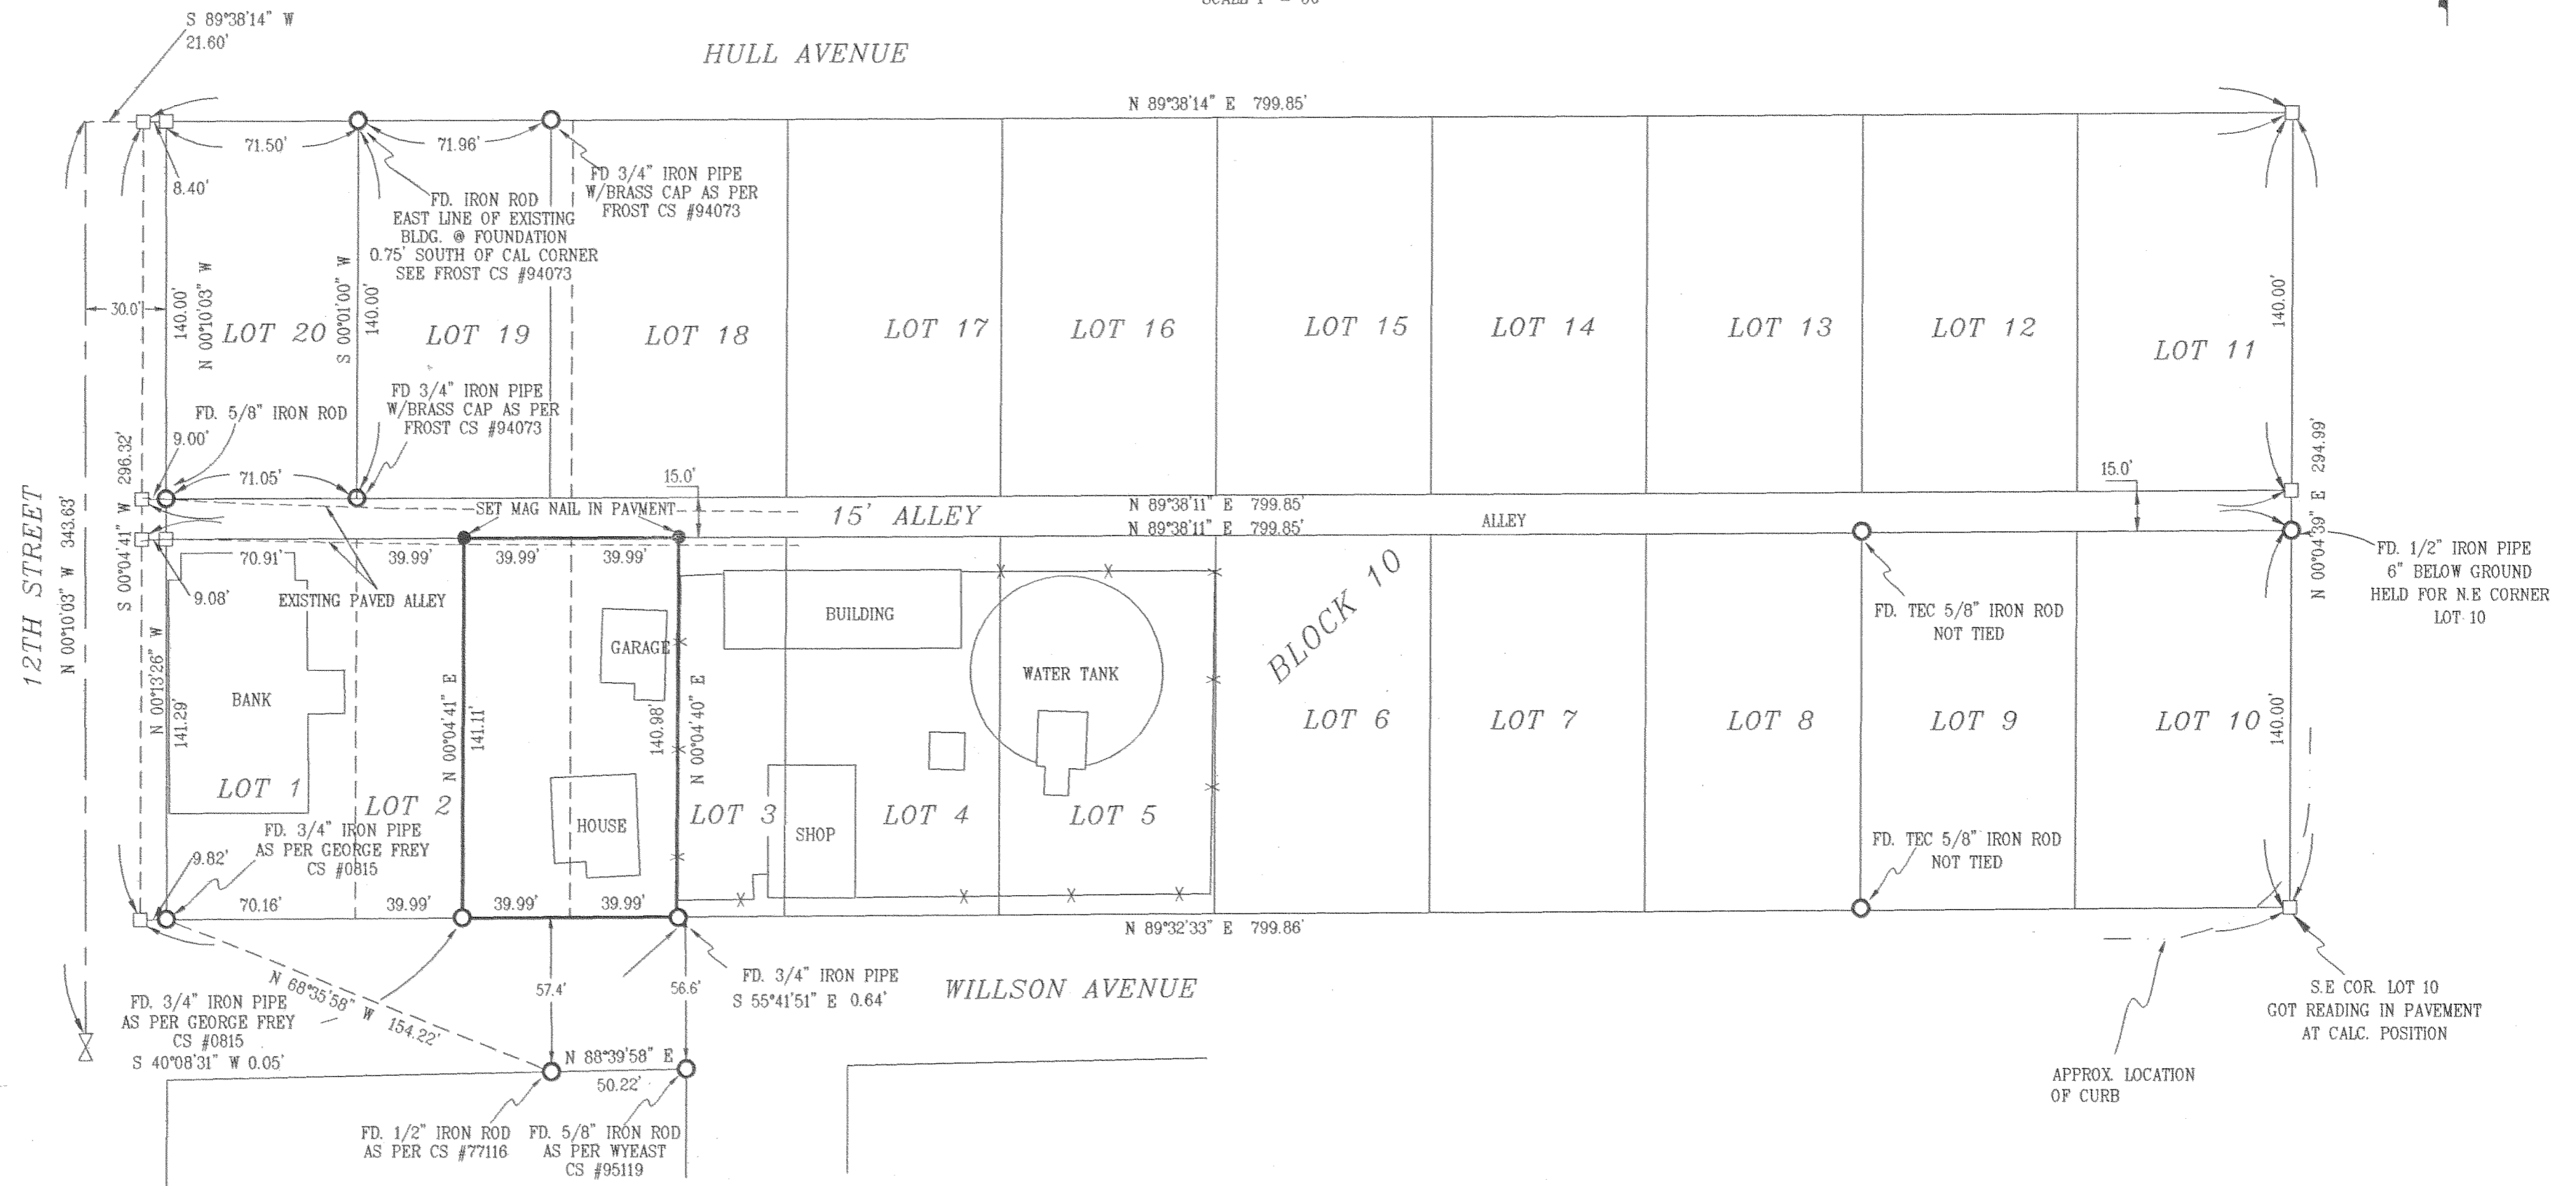 S 89°38'14" W
21.60'
HULL AVENUE
N 89°38'14" E 799.85'
71.50'
71.96'
8.40'
FD 3/4" IRON PIPE
W/BRASS CAP AS PER
FROST CS #94073
FD. IRON ROD
EAST LINE OF EXISTING
BLDG. @ FOUNDATION
0.75' SOUTH OF CAL CORNER
SEE FROST CS #94073
30.0'
140.00'
N 00°10'03" W
S 00°01'00" W
140.00'
LOT 20
LOT 19
LOT 18
LOT 17
LOT 16
LOT 15
LOT 14
LOT 13
LOT 12
LOT 11
140.00'
FD 3/4" IRON PIPE
W/BRASS CAP AS PER
FROST CS #94073
FD. 5/8" IRON ROD
9.00'
71.05'
15.0'
15.0'
SET MAG NAIL IN PAVMENT
15' ALLEY
N 89°38'11" E 799.85'
N 89°38'11" E 799.85'
ALLEY
12TH STREET
N 00°10'03" W 343.63'
S 00°04'41" W 296.32'
N 00°04'39" E 294.99'
FD. 1/2" IRON PIPE
6" BELOW GROUND
HELD FOR N.E CORNER
LOT 10
70.91'
39.99'
39.99'
39.99'
9.08'
EXISTING PAVED ALLEY
BUILDING
GARAGE
WATER TANK
BLOCK 10
FD. TEC 5/8" IRON ROD
NOT TIED
N 00°13'26" W
141.29'
BANK
N 00°04'41" E
141.11'
140.98'
N 00°04'40" E
LOT 1
LOT 2
HOUSE
LOT 3
SHOP
LOT 4
LOT 5
LOT 6
LOT 7
LOT 8
LOT 9
LOT 10
140.00'
FD. 3/4" IRON PIPE
AS PER GEORGE FREY
CS #0815
9.82'
FD. TEC 5/8" IRON ROD
NOT TIED
70.16'
39.99'
39.99'
39.99'
N 89°32'33" E 799.86'
N 68°35'58" W 154.22'
57.4'
56.6'
FD. 3/4" IRON PIPE
S 55°41'51" E 0.64'
WILLSON AVENUE
FD. 3/4" IRON PIPE
AS PER GEORGE FREY
CS #0815
S 40°08'31" W 0.05'
N 88°39'58" E
50.22'
S.E COR. LOT 10
GOT READING IN PAVEMENT
AT CALC. POSITION
APPROX. LOCATION
OF CURB
FD. 1/2" IRON ROD
AS PER CS #77116
FD. 5/8" IRON ROD
AS PER WYEAST
CS #95119